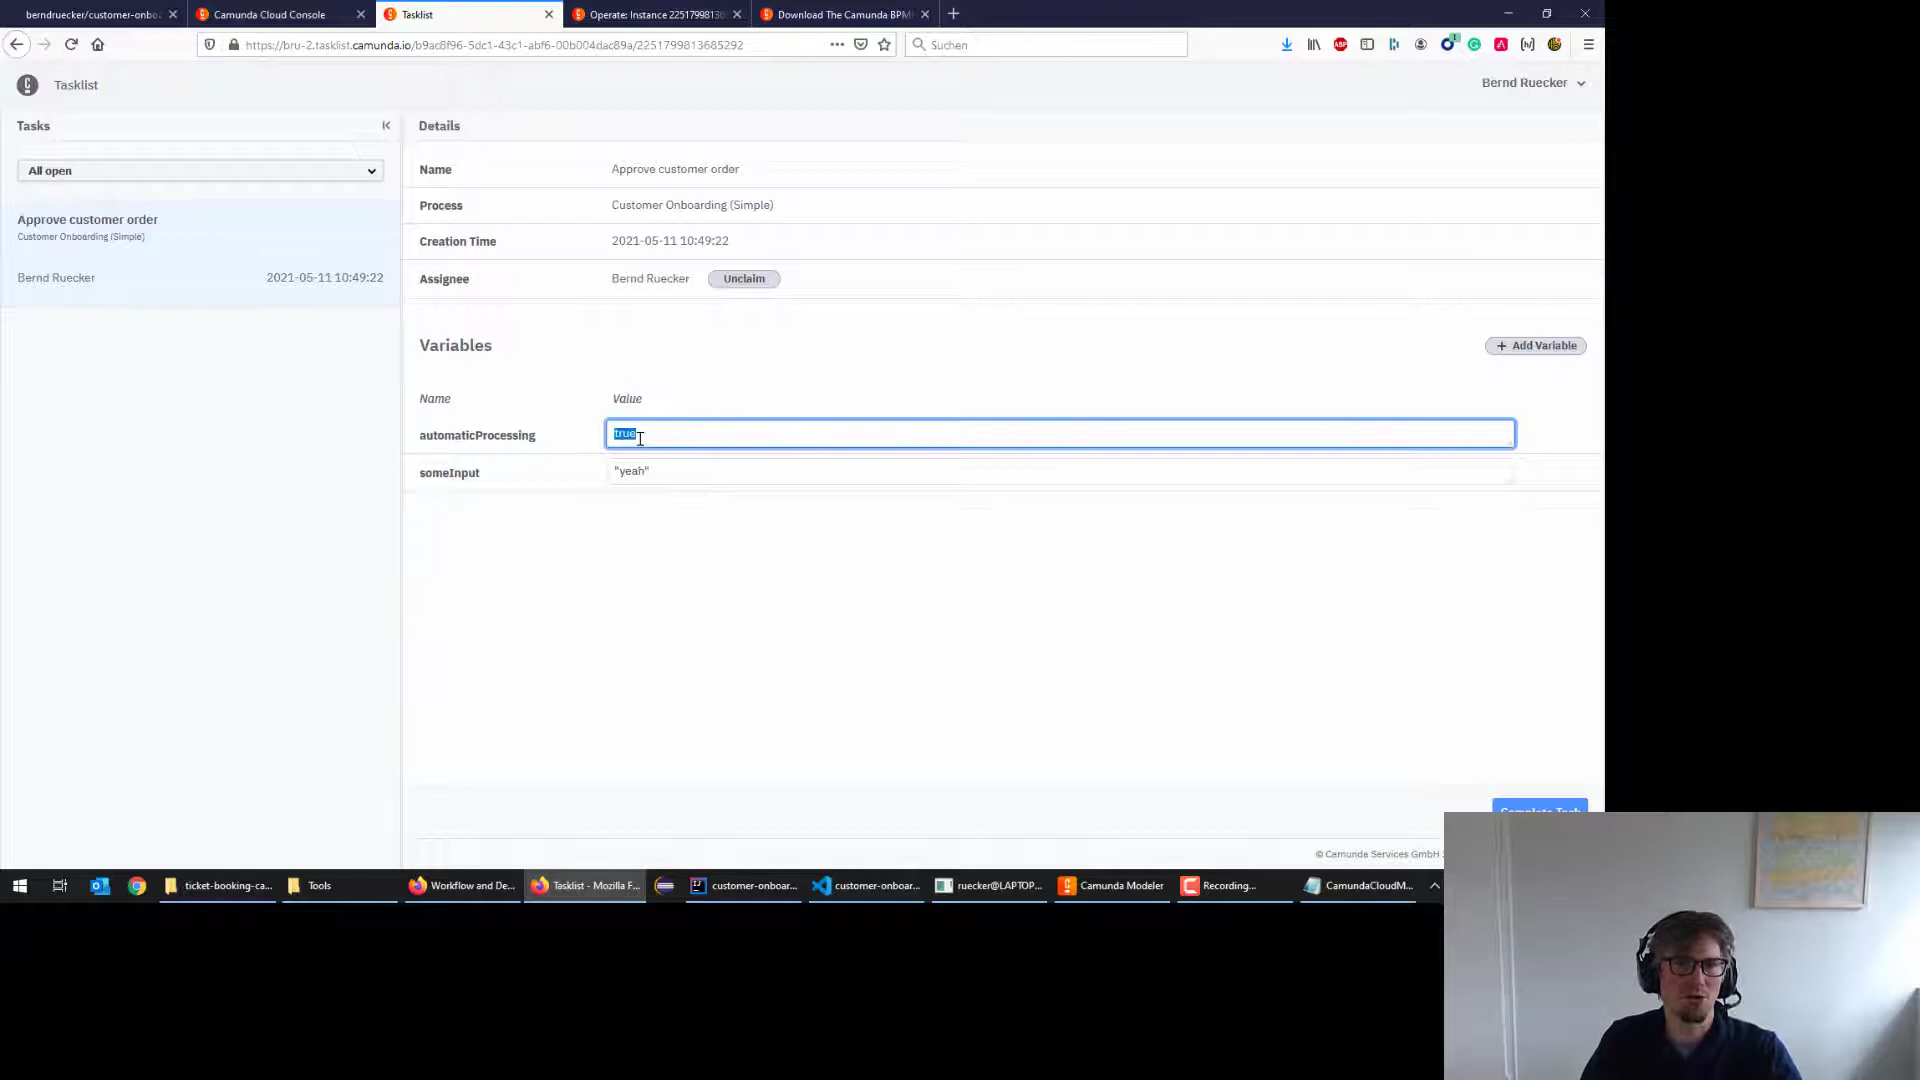 berndruecker/customer-onbo
Camunda Cloud Console
Tasklist
Operate: Instance 2251799813
Download The Camunda BPM
https://bru-2.tasklist.camunda.io/b9ac8f96-5dc1-43c1-abf6-00b004dac89a/2251799813685292
Suchen
ABP
Tasklist
Bernd Ruecker
Tasks
Details
All open
Name
Approve customer order
Process
Customer Onboarding (Simple)
Approve customer order
Customer Onboarding (Simple)
Creation Time
2021-05-11 10:49:22
Bernd Ruecker
2021-05-11 10:49:22
Assignee
Bernd Ruecker
Unclaim
Variables
+ Add Variable
Name
Value
automaticProcessing
true
someInput
"yeah"
Complete Task
© Camunda Services GmbH
ticket-booking-ca...
Tools
Workflow and De...
Tasklist - Mozilla F...
customer-onboar...
customer-onboar...
ruecker@LAPTOP...
Camunda Modeler
Recording...
CamundaCloudM...